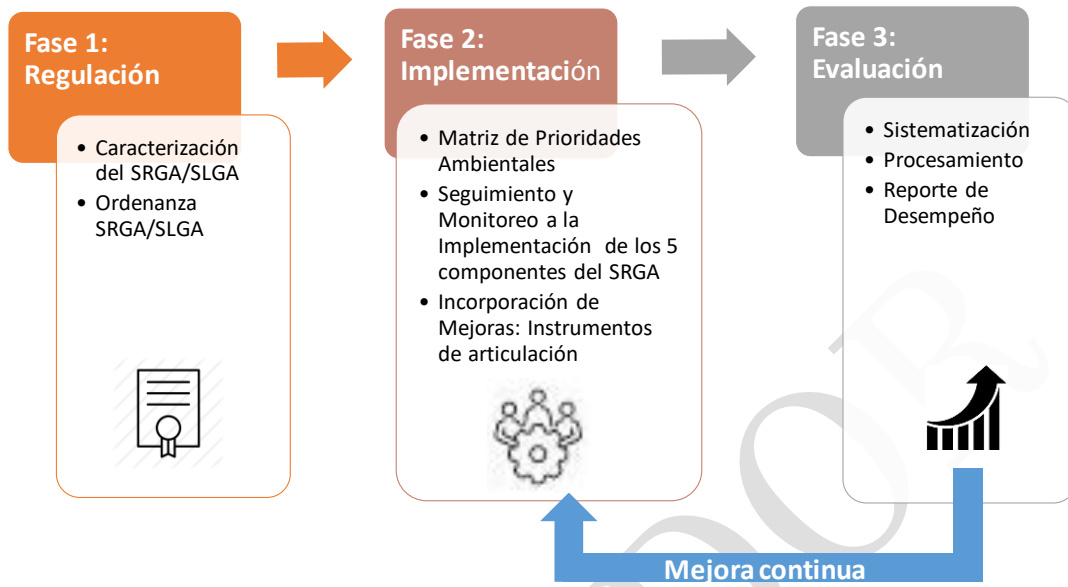 Fase 1:
Regulación
• Caracterización
del SRGA/SLGA
• Ordenanza
SRGA/SLGA
Fase 2:
Implementación
• Matriz de Prioridades
Ambientales
• Seguimiento y
Monitoreo a la
Implementación de los 5
componentes del SRGA
• Incorporación de
Mejoras: Instrumentos
de articulación
Fase 3:
Evaluación
• Sistematización
• Procesamiento
• Reporte de
Desempeño
Mejora continua